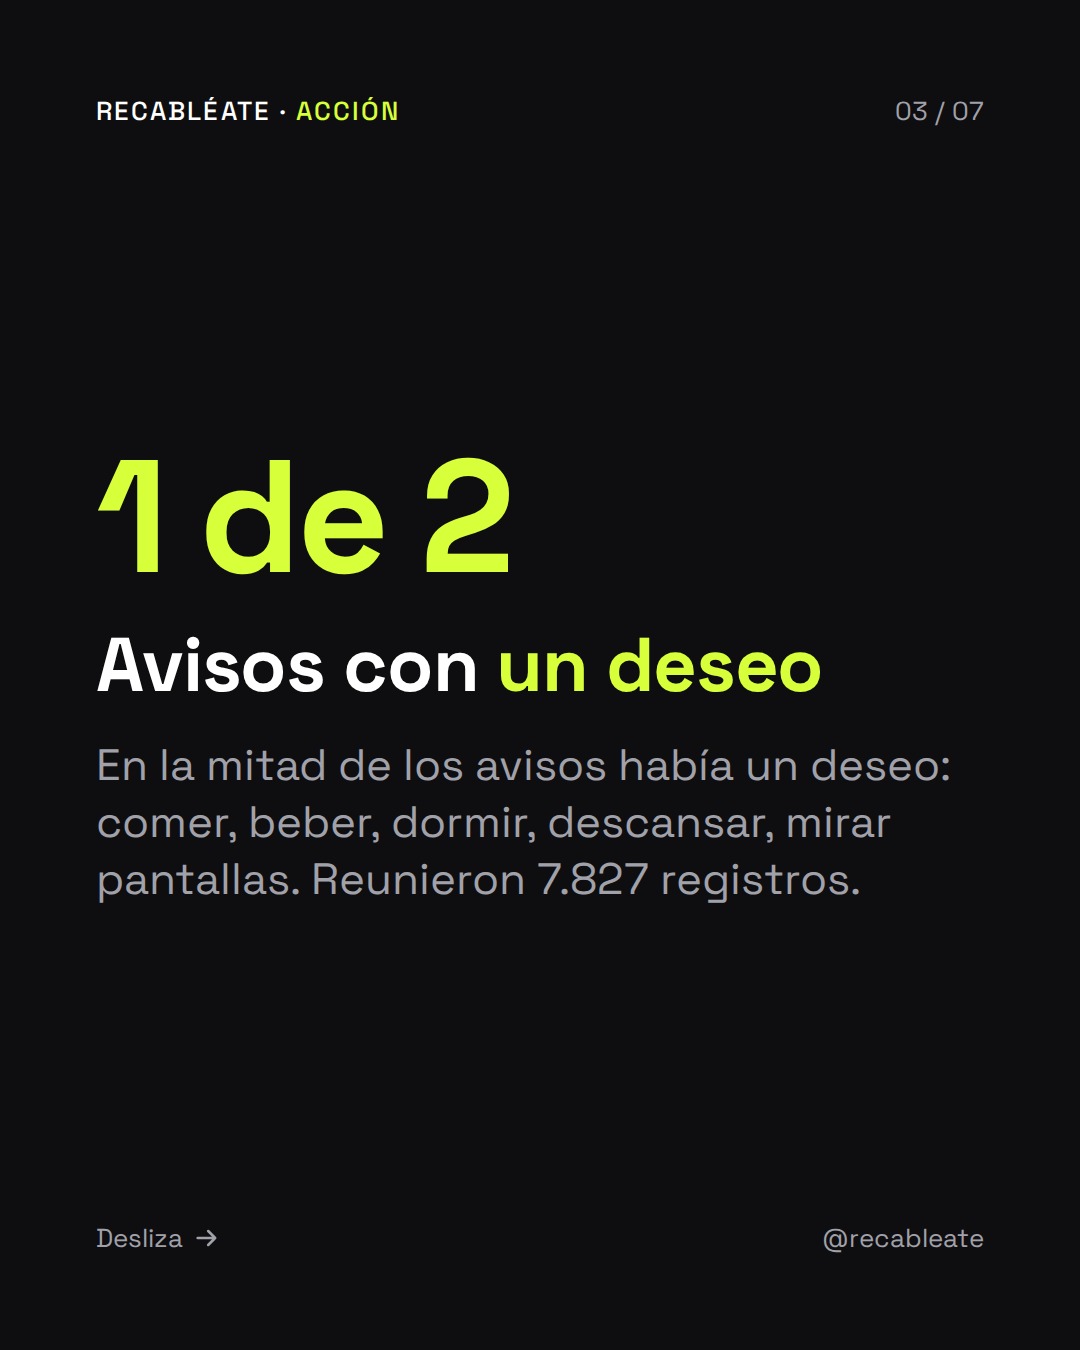 RECABLÉATE · ACCIÓN
03 / 07
1 de 2
Avisos con un deseo
En la mitad de los avisos había un deseo:
comer, beber, dormir, descansar, mirar
pantallas. Reunieron 7.827 registros.
Desliza →
@recableate